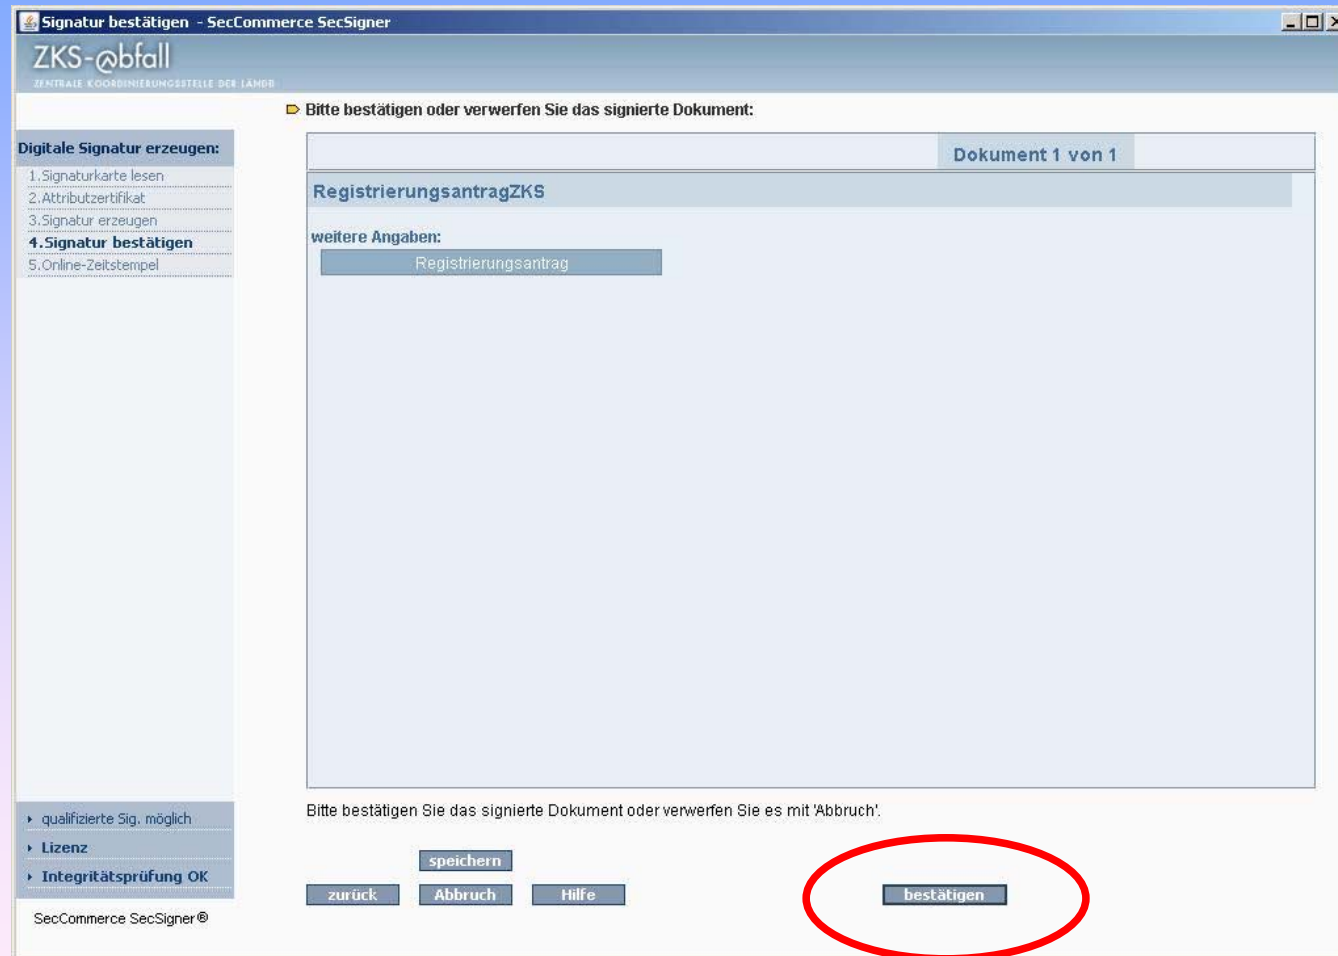 Signatur bestätigen - SecCommerce SecSigner
ZKS-@bfall
ZENTRALE KOORDINIERUNGSSTELLE DER LÄNDER
Bitte bestätigen oder verwerfen Sie das signierte Dokument:
Digitale Signatur erzeugen:
1.Signaturkarte lesen
2.Attributzertifikat
3.Signatur erzeugen
4.Signatur bestätigen
5.Online-Zeitstempel
Dokument 1 von 1
RegistrierungsantragZKS
weitere Angaben:
Registrierungsantrag
Bitte bestätigen Sie das signierte Dokument oder verwerfen Sie es mit 'Abbruch'.
qualifizierte Sig. möglich
Lizenz
Integritätsprüfung OK
SecCommerce SecSigner®
speichern
zurück Abbruch Hilfe bestätigen